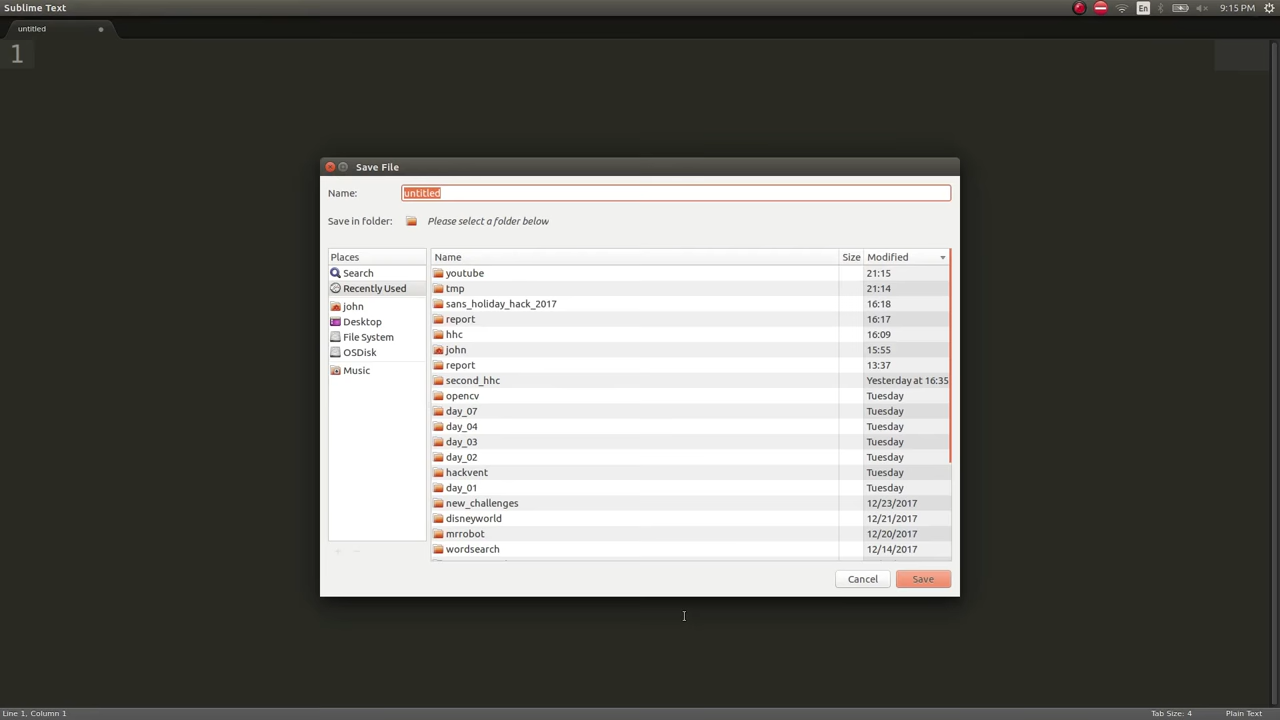 Sublime Text
En
9:15 PM
untitled
1
Save File
Name:
untitled
Save in folder:
Please select a folder below
Places
Search
Recently Used
john
Desktop
File System
OSDisk
Music
Name Size Modified
youtube 21:15
tmp 21:14
sans_holiday_hack_2017 16:18
report 16:17
hhc 16:09
john 15:55
report 13:37
second_hhc Yesterday at 16:35
opencv Tuesday
day_07 Tuesday
day_04 Tuesday
day_03 Tuesday
day_02 Tuesday
hackvent Tuesday
day_01 Tuesday
new_challenges 12/23/2017
disneyworld 12/21/2017
mrrobot 12/20/2017
wordsearch 12/14/2017
Cancel Save
Line 1, Column 1
Tab Size: 4
Plain Text